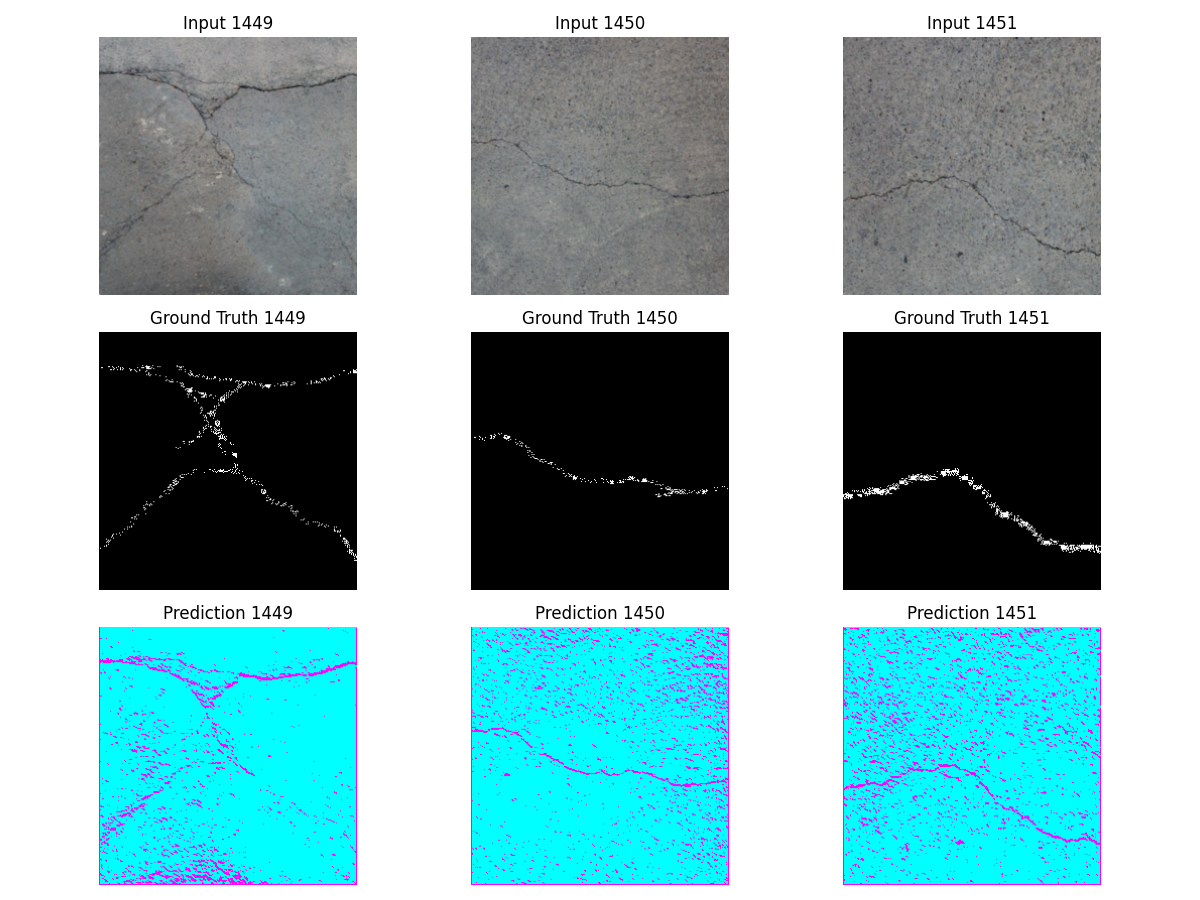 Input 1449
Input 1450
Input 1451
Ground Truth 1449
Ground Truth 1450
Ground Truth 1451
Prediction 1449
Prediction 1450
Prediction 1451